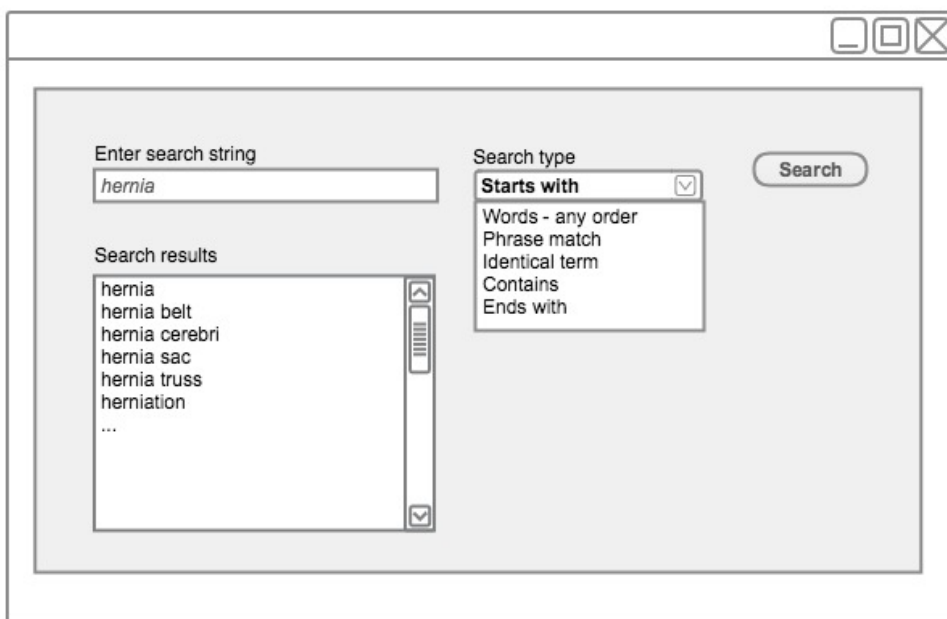 Enter search string
hernia
Search type
Starts with
Words - any order
Phrase match
Identical term
Contains
Ends with
Search
Search results
hernia
hernia belt
hernia cerebri
hernia sac
hernia truss
herniation
...